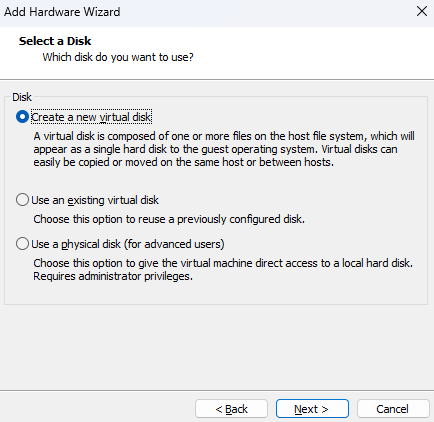 Add Hardware Wizard
Select a Disk
Which disk do you want to use?
Disk
Create a new virtual disk
A virtual disk is composed of one or more files on the host file system, which will
appear as a single hard disk to the guest operating system. Virtual disks can
easily be copied or moved on the same host or between hosts.
Use an existing virtual disk
Choose this option to reuse a previously configured disk.
Use a physical disk (for advanced users)
Choose this option to give the virtual machine direct access to a local hard disk.
Requires administrator privileges.
< Back
Next >
Cancel